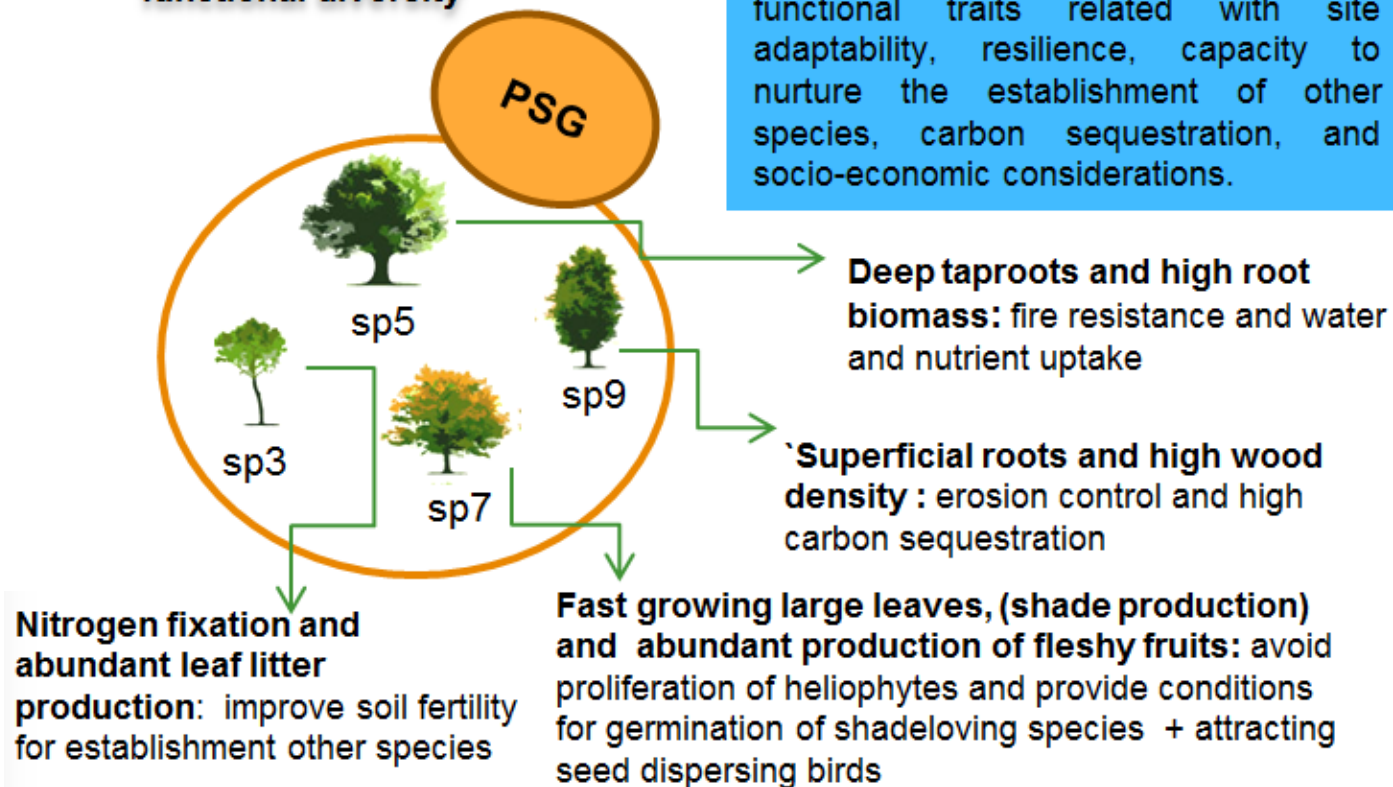 functional diversity
functional traits related with site
adaptability, resilience, capacity to
nurture the establishment of other
species, carbon sequestration, and
socio-economic considerations.
PSG
sp5
sp9
sp3
sp7
Deep taproots and high root
biomass: fire resistance and water
and nutrient uptake
`Superficial roots and high wood
density : erosion control and high
carbon sequestration
Nitrogen fixation and
abundant leaf litter
production: improve soil fertility
for establishment other species
Fast growing large leaves, (shade production)
and abundant production of fleshy fruits: avoid
proliferation of heliophytes and provide conditions
for germination of shadeloving species + attracting
seed dispersing birds